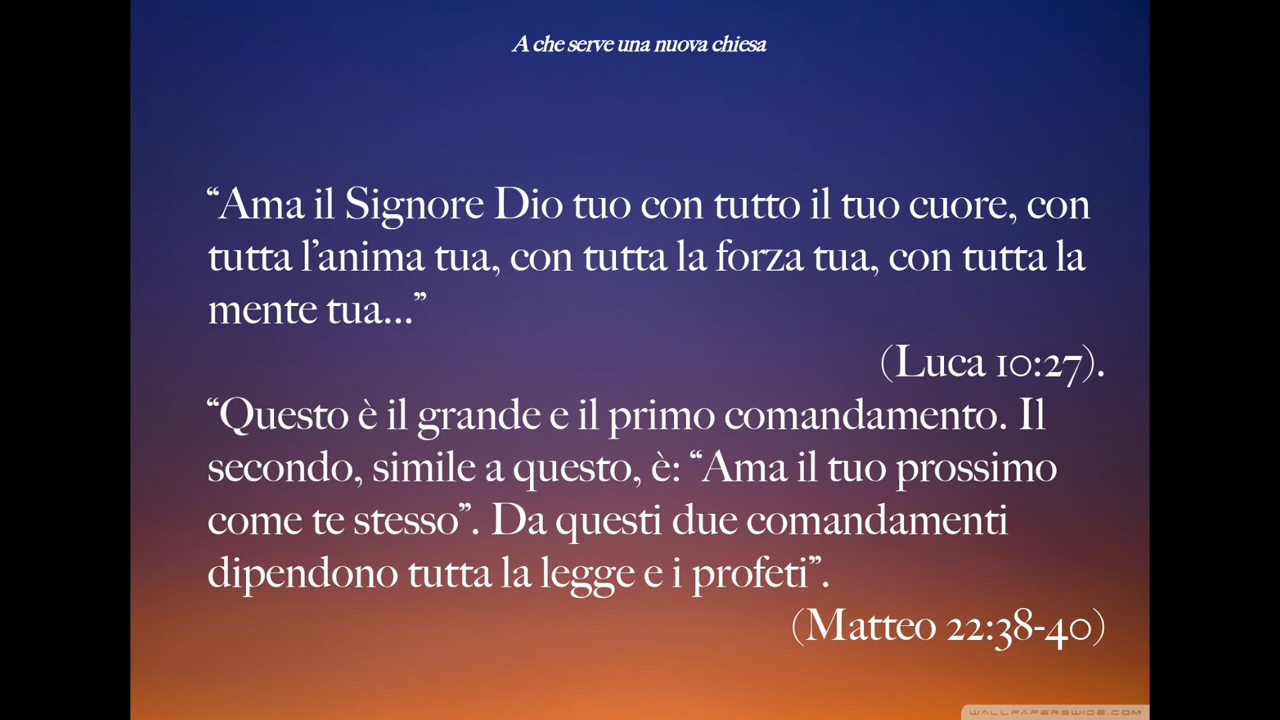 A che serve una nuova chiesa
“Ama il Signore Dio tuo con tutto il tuo cuore, con
tutta l’anima tua, con tutta la forza tua, con tutta la
mente tua...”
(Luca 10:27).
“Questo è il grande e il primo comandamento. Il
secondo, simile a questo, è: “Ama il tuo prossimo
come te stesso”. Da questi due comandamenti
dipendono tutta la legge e i profeti”.
(Matteo 22:38-40)
WALLPAPERSWIDE.COM